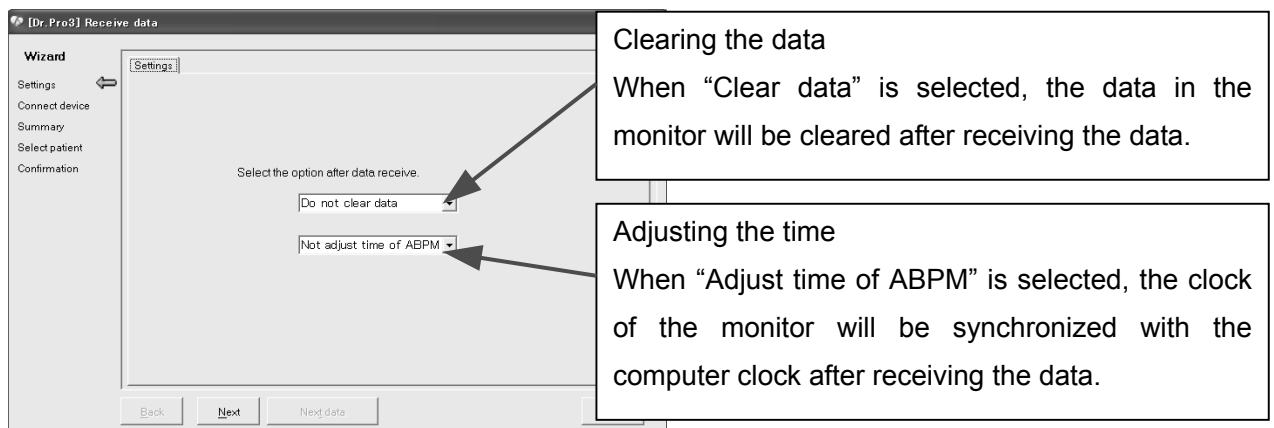 [Dr.Pro3] Receive data
Wizard
Settings
Connect device
Summary
Select patient
Confirmation
Settings
Select the option after data receive.
Do not clear data
Not adjust time of ABPM
Back
Next
Next data
Clearing the data
When “Clear data” is selected, the data in the
monitor will be cleared after receiving the data.
Adjusting the time
When “Adjust time of ABPM” is selected, the clock
of the monitor will be synchronized with the
computer clock after receiving the data.